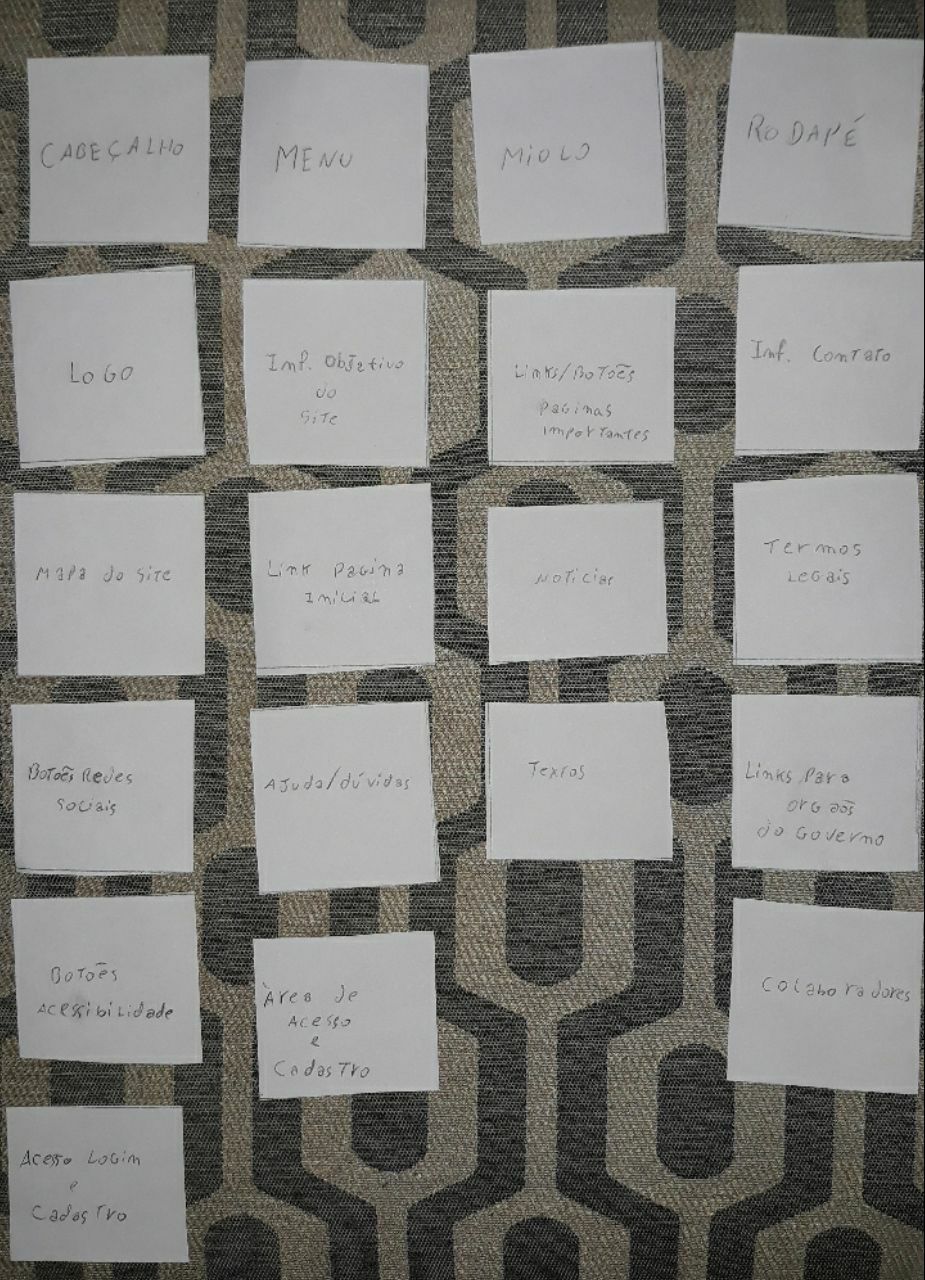 CABEÇALHO
MENU
MIOLO
RODAPÉ
LOGO
Inf. Objetivo
do
Site
Links/Botões
Paginas
importantes
Inf. Contato
Mapa do Site
Link Pagina
Inicial
Noticias
Termos
Legais
Botões Redes
Sociais
Ajuda/dúvidas
Textos
Links Para
orgãos
do Governo
Botões
Acessibilidade
Àrea de
Acesso
e
Cadastro
Colaboradores
Acesso Login
e
Cadastro